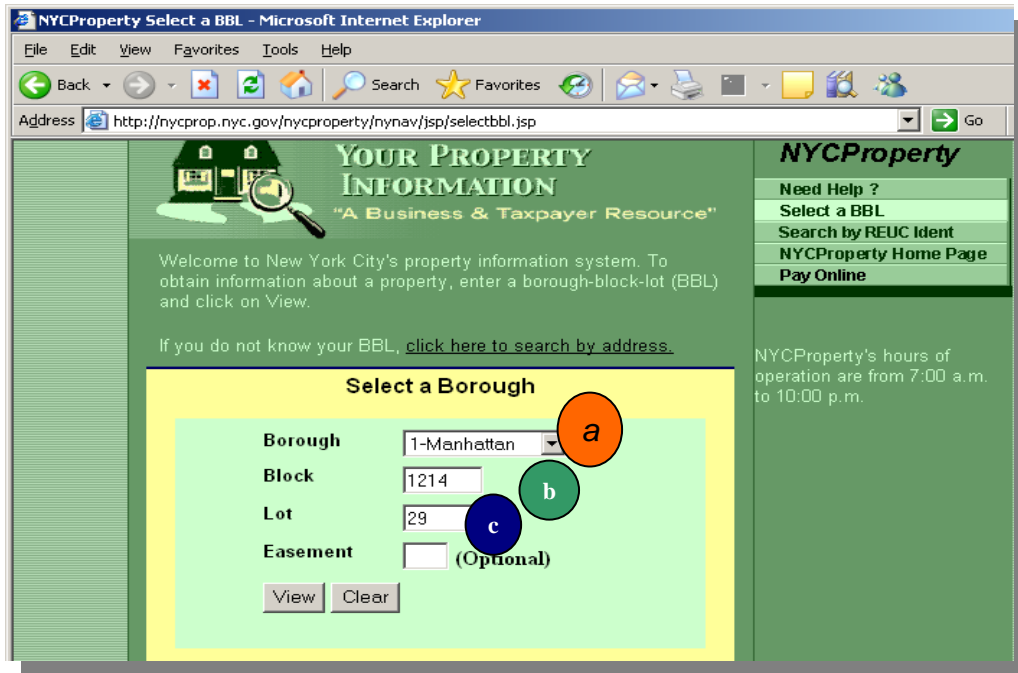 NYCProperty Select a BBL - Microsoft Internet Explorer
File Edit View Favorites Tools Help
Back Search Favorites
Address http://nycprop.nyc.gov/nycproperty/nynav/jsp/selectbbl.jsp Go
YOUR PROPERTY
INFORMATION
"A Business & Taxpayer Resource"
Welcome to New York City's property information system. To
obtain information about a property, enter a borough-block-lot (BBL)
and click on View.
If you do not know your BBL, click here to search by address.
Select a Borough
Borough 1-Manhattan a
Block 1214 b
Lot 29 c
Easement (Optional)
View Clear
NYCProperty
Need Help ?
Select a BBL
Search by REUC Ident
NYCProperty Home Page
Pay Online
NYCProperty's hours of
operation are from 7:00 a.m.
to 10:00 p.m.